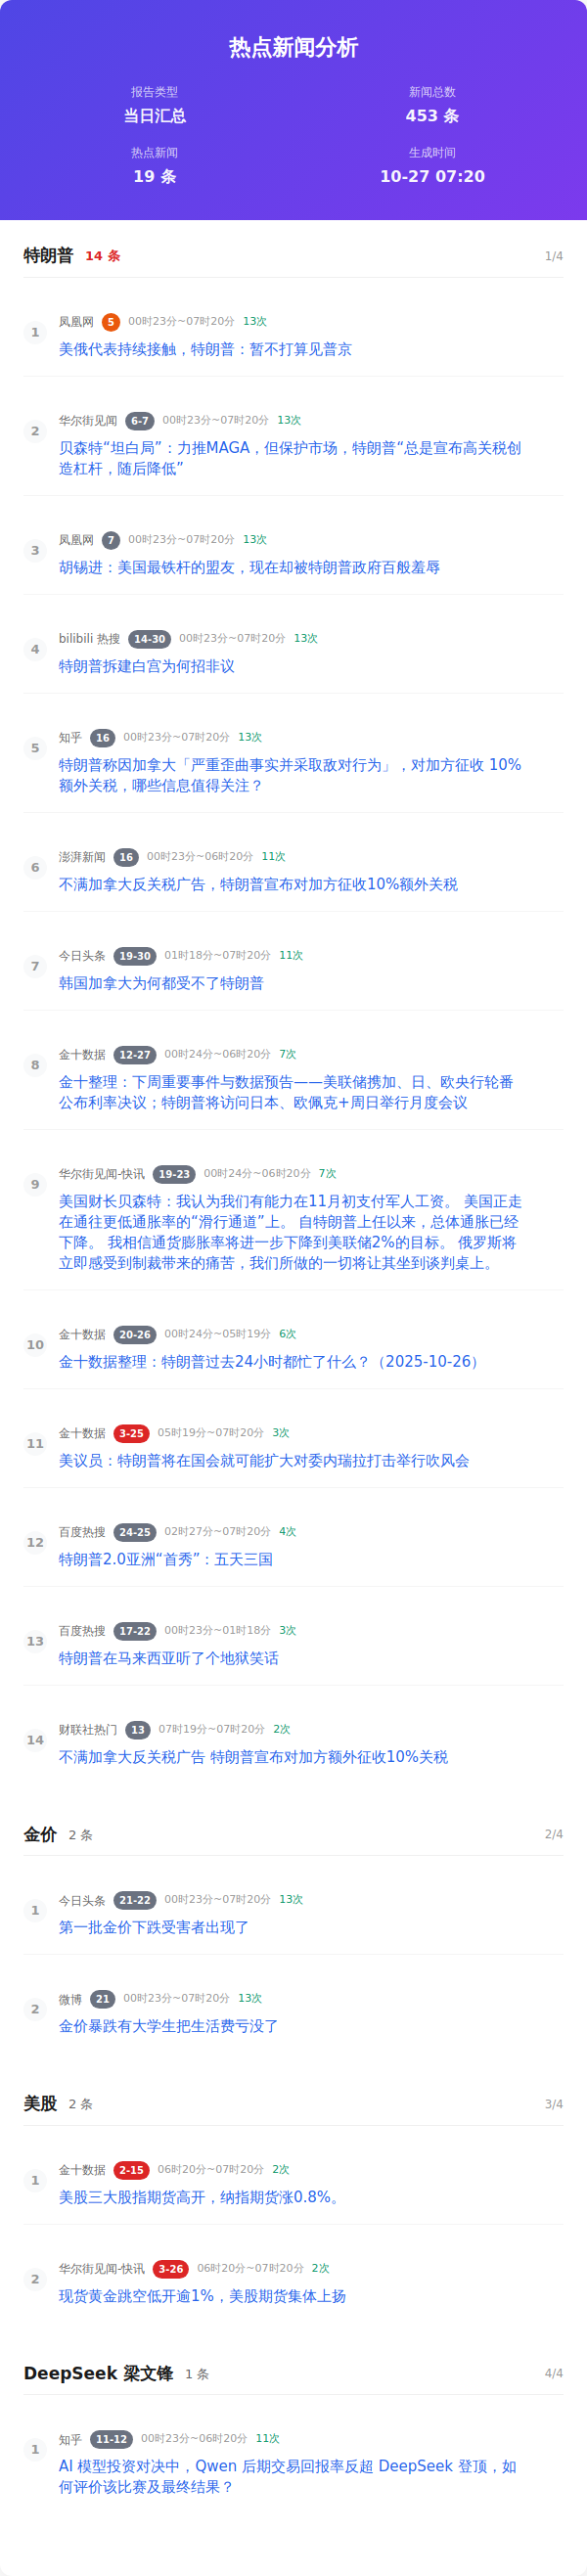 热点新闻分析
报告类型
新闻总数
当日汇总
453 条
热点新闻
生成时间
19 条
10-27 07:20
特朗普 14 条 1/4
1 凤凰网 5 00时23分~07时20分 13次
美俄代表持续接触，特朗普：暂不打算见普京
2 华尔街见闻 6-7 00时23分~07时20分 13次
贝森特“坦白局”：力推MAGA，但保护市场，特朗普“总是宣布高关税创
造杠杆，随后降低”
3 凤凰网 7 00时23分~07时20分 13次
胡锡进：美国最铁杆的盟友，现在却被特朗普政府百般羞辱
4 bilibili 热搜 14-30 00时23分~07时20分 13次
特朗普拆建白宫为何招非议
5 知乎 16 00时23分~07时20分 13次
特朗普称因加拿大「严重歪曲事实并采取敌对行为」，对加方征收 10%
额外关税，哪些信息值得关注？
6 澎湃新闻 16 00时23分~06时20分 11次
不满加拿大反关税广告，特朗普宣布对加方征收10%额外关税
7 今日头条 19-30 01时18分~07时20分 11次
韩国加拿大为何都受不了特朗普
8 金十数据 12-27 00时24分~06时20分 7次
金十整理：下周重要事件与数据预告——美联储携加、日、欧央行轮番
公布利率决议；特朗普将访问日本、欧佩克+周日举行月度会议
9 华尔街见闻-快讯 19-23 00时24分~06时20分 7次
美国财长贝森特：我认为我们有能力在11月初支付军人工资。 美国正走
在通往更低通胀率的“滑行通道”上。 自特朗普上任以来，总体通胀已经
下降。 我相信通货膨胀率将进一步下降到美联储2%的目标。 俄罗斯将
立即感受到制裁带来的痛苦，我们所做的一切将让其坐到谈判桌上。
10 金十数据 20-26 00时24分~05时19分 6次
金十数据整理：特朗普过去24小时都忙了什么？（2025-10-26）
11 金十数据 3-25 05时19分~07时20分 3次
美议员：特朗普将在国会就可能扩大对委内瑞拉打击举行吹风会
12 百度热搜 24-25 02时27分~07时20分 4次
特朗普2.0亚洲“首秀”：五天三国
13 百度热搜 17-22 00时23分~01时18分 3次
特朗普在马来西亚听了个地狱笑话
14 财联社热门 13 07时19分~07时20分 2次
不满加拿大反关税广告 特朗普宣布对加方额外征收10%关税
金价 2 条 2/4
1 今日头条 21-22 00时23分~07时20分 13次
第一批金价下跌受害者出现了
2 微博 21 00时23分~07时20分 13次
金价暴跌有大学生把生活费亏没了
美股 2 条 3/4
1 金十数据 2-15 06时20分~07时20分 2次
美股三大股指期货高开，纳指期货涨0.8%。
2 华尔街见闻-快讯 3-26 06时20分~07时20分 2次
现货黄金跳空低开逾1%，美股期货集体上扬
DeepSeek 梁文锋 1 条 4/4
1 知乎 11-12 00时23分~06时20分 11次
AI 模型投资对决中，Qwen 后期交易回报率反超 DeepSeek 登顶，如
何评价该比赛及最终结果？